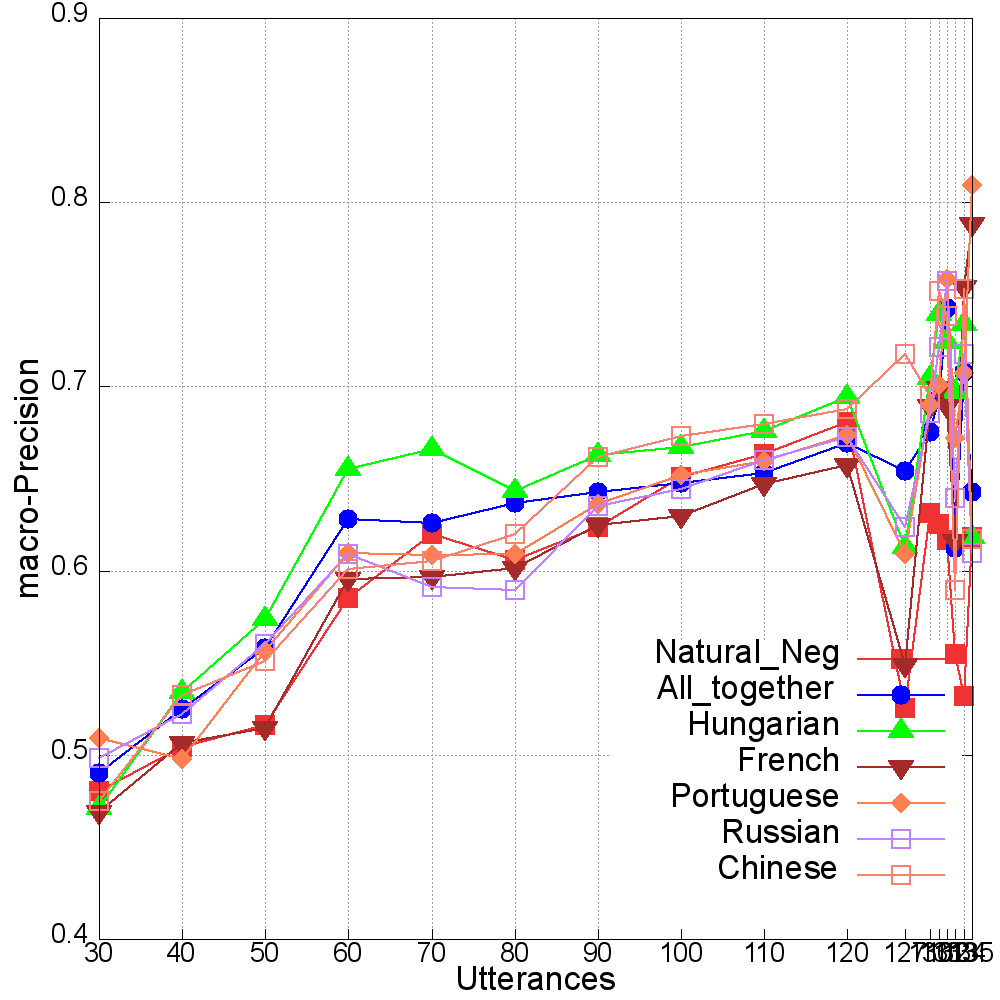 0.9
0.8
0.7
0.6
0.5
0.4
macro-Precision
Natural_Neg
All_together
Hungarian
French
Portuguese
Russian
Chinese
30 40 50 60 70 80 90 100 110 120
Utterances